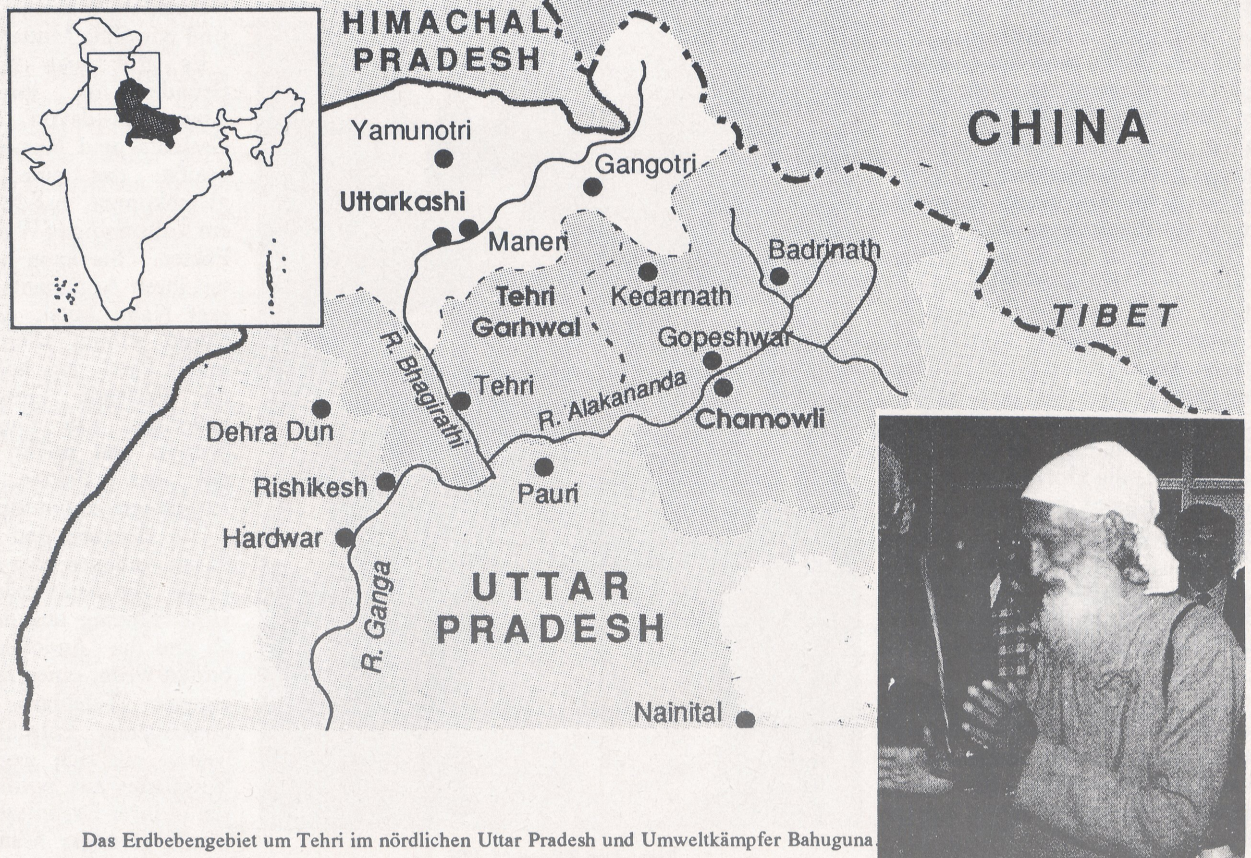 HIMACHAL
PRADESH
CHINA
Yamunotri
Gangotri
Uttarkashi
Maneri
Badrinath
Tehri
Garhwal
Kedarnath
TIBET
Gopeshwar
R. Bhagirathi
Tehri
R. Alakananda
Chamowli
Dehra Dun
Rishikesh
Pauri
Hardwar
R. Ganga
UTTAR
PRADESH
Nainital
Das Erdbebengebiet um Tehri im nördlichen Uttar Pradesh und Umweltkämpfer Bahuguna.